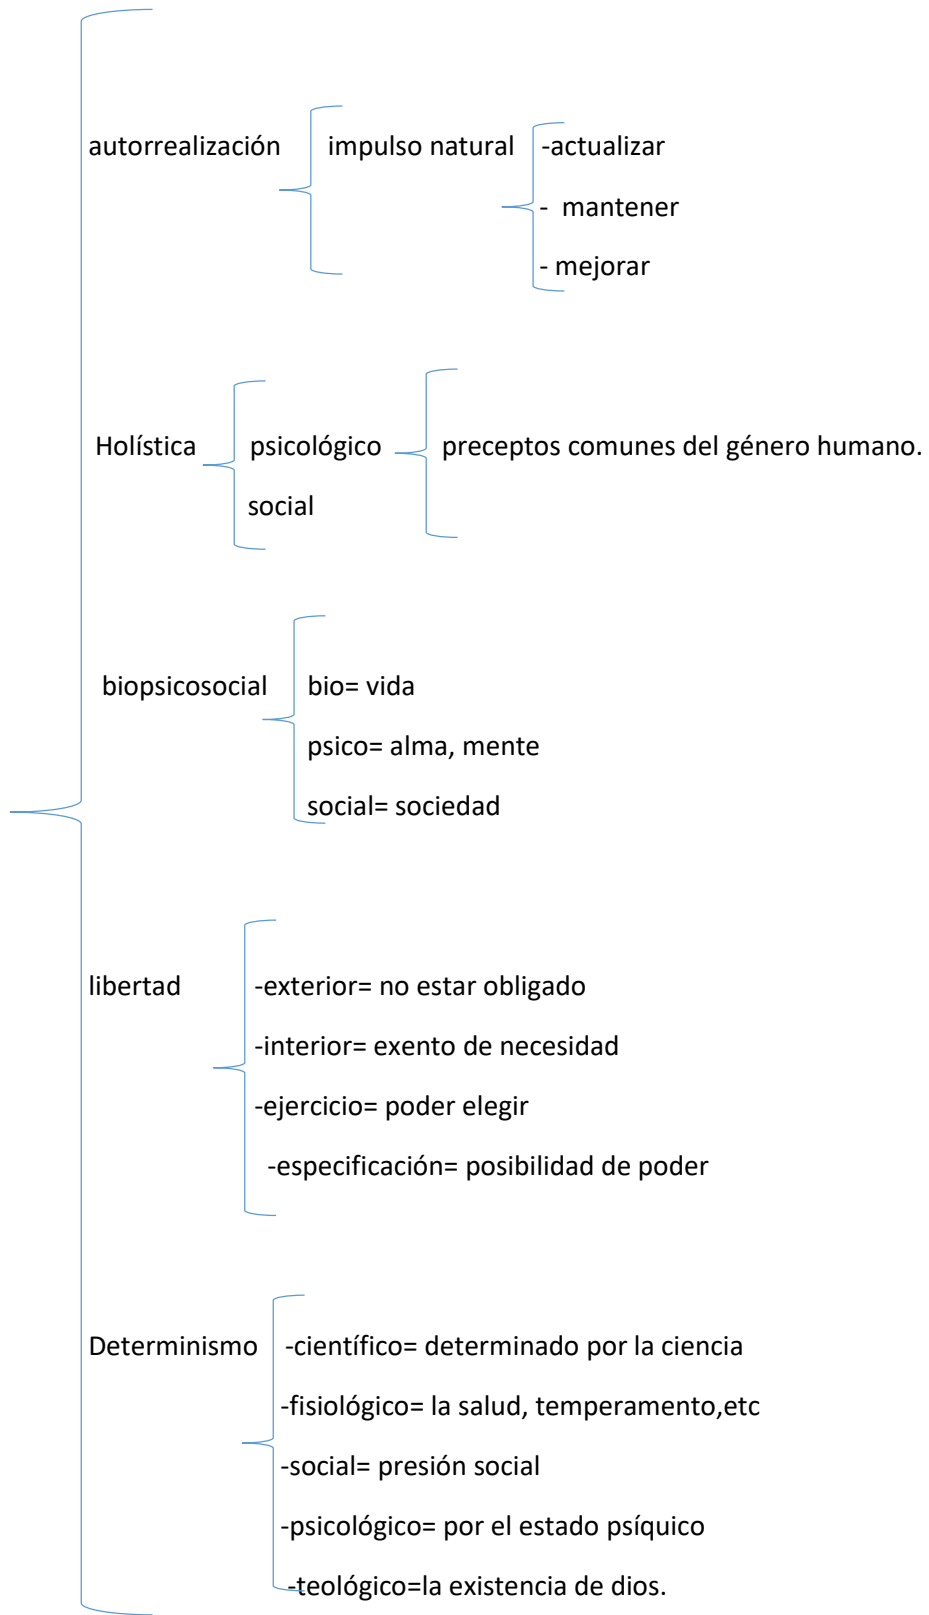 autorrealización impulso natural -actualizar
- mantener
- mejorar
Holística psicológico preceptos comunes del género humano.
social
biopsicosocial bio= vida
psico= alma, mente
social= sociedad
libertad -exterior= no estar obligado
-interior= exento de necesidad
-ejercicio= poder elegir
-especificación= posibilidad de poder
Determinismo -científico= determinado por la ciencia
-fisiológico= la salud, temperamento,etc
-social= presión social
-psicológico= por el estado psíquico
-teológico=la existencia de dios.